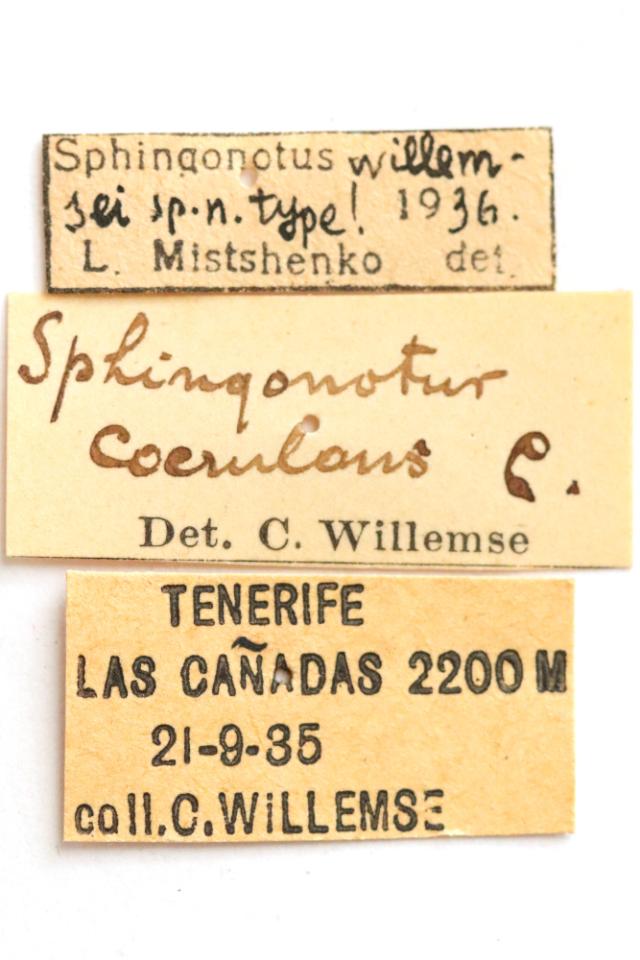 Sphingonotus willem-
sei sp.n. type! 1936.
L. Mistshenko det.
Sphingonotus
coerulans L.
Det. C. Willemse
TENERIFE
LAS CAÑADAS 2200 M
21-9-35
coll. C. WiLLEMSE